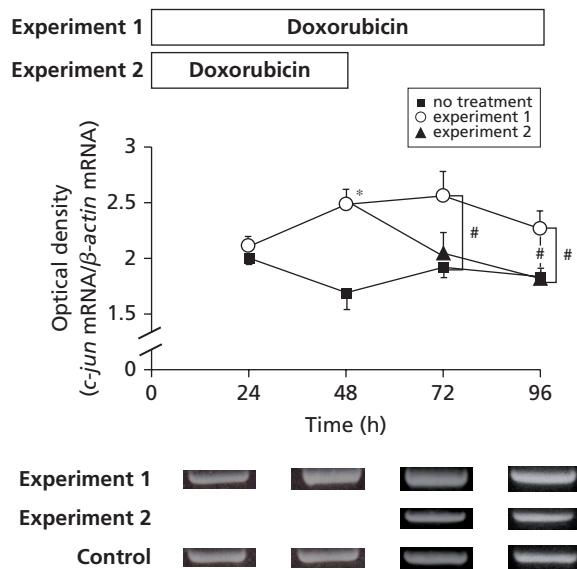 Experiment 1 Doxorubicin
Experiment 2 Doxorubicin
no treatment
experiment 1
experiment 2
Optical density
(c-jun mRNA/β-actin mRNA)
3
2.5
2
1.5
0
*
#
#
#
0 24 48 72 96
Time (h)
Experiment 1
Experiment 2
Control